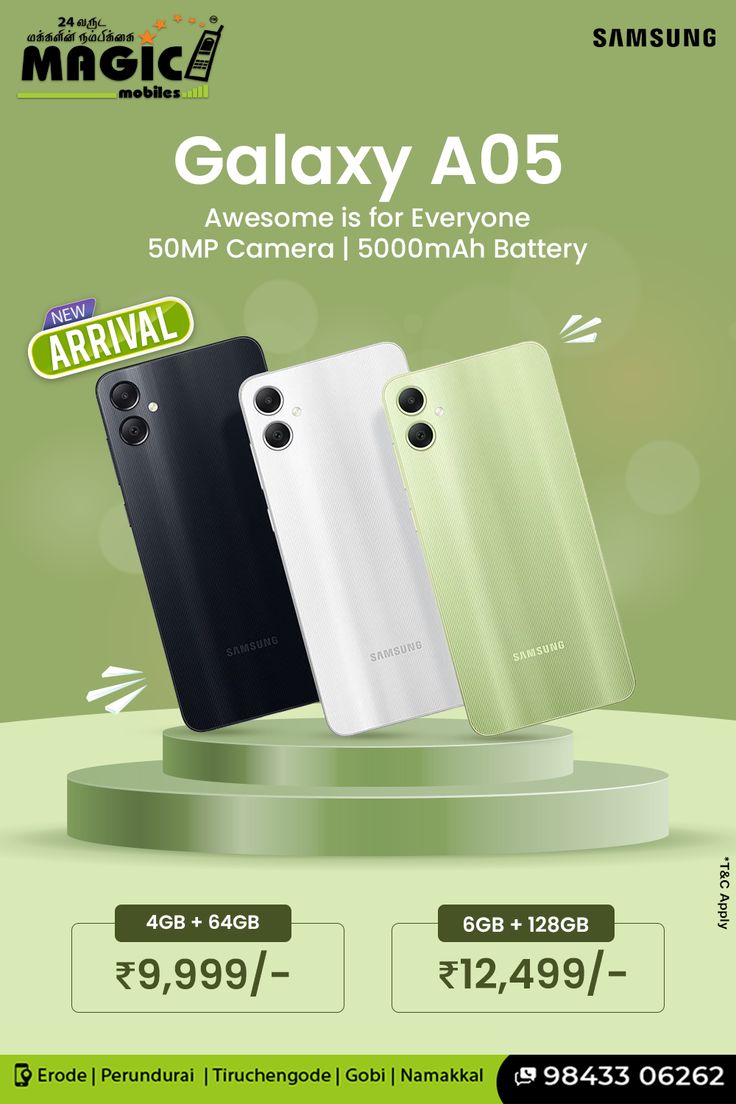 24 வருட
மக்களின் நம்பிக்கை
MAGIC
mobiles
TM
SAMSUNG
Galaxy A05
Awesome is for Everyone
50MP Camera | 5000mAh Battery
NEW
ARRIVAL
SAMSUNG
SAMSUNG
SAMSUNG
*T&C Apply
4GB + 64GB
₹9,999/-
6GB + 128GB
₹12,499/-
Erode | Perundurai | Tiruchengode | Gobi | Namakkal
98433 06262